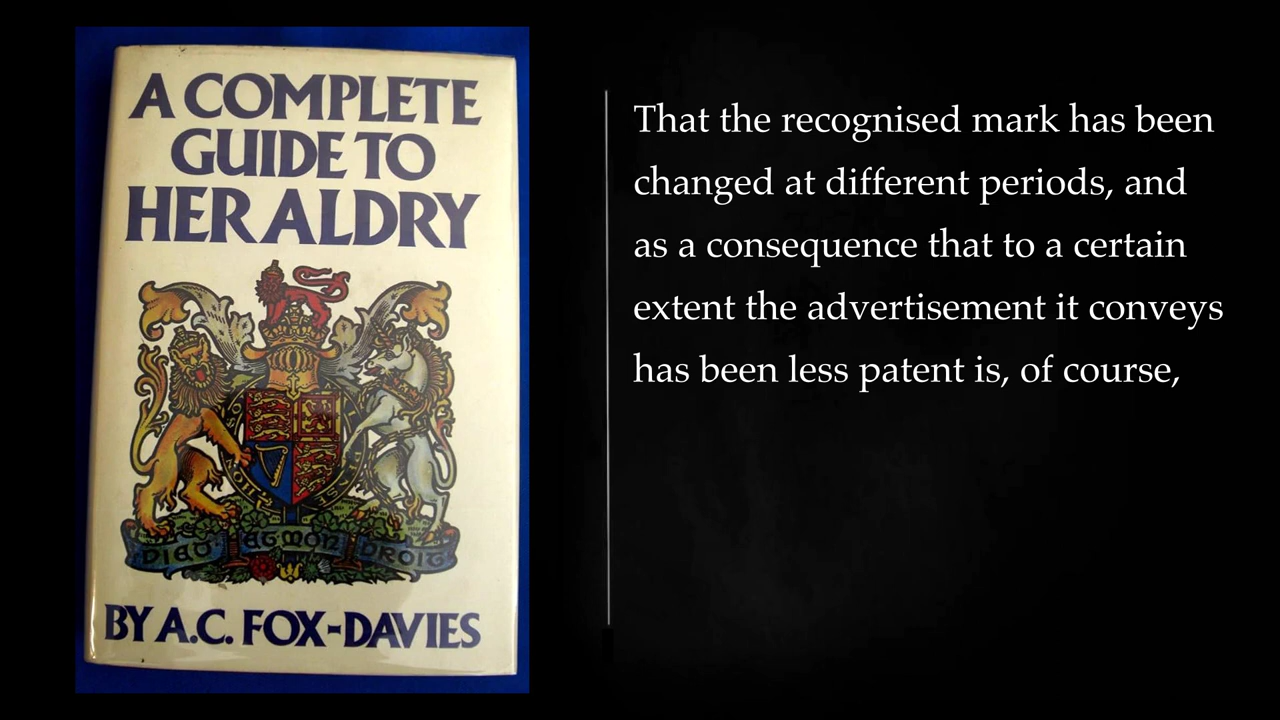 A COMPLETE
GUIDE TO
HERALDRY
DIEU ET MON DROIT
BY A.C. FOX-DAVIES
That the recognised mark has been
changed at different periods, and
as a consequence that to a certain
extent the advertisement it conveys
has been less patent is, of course,